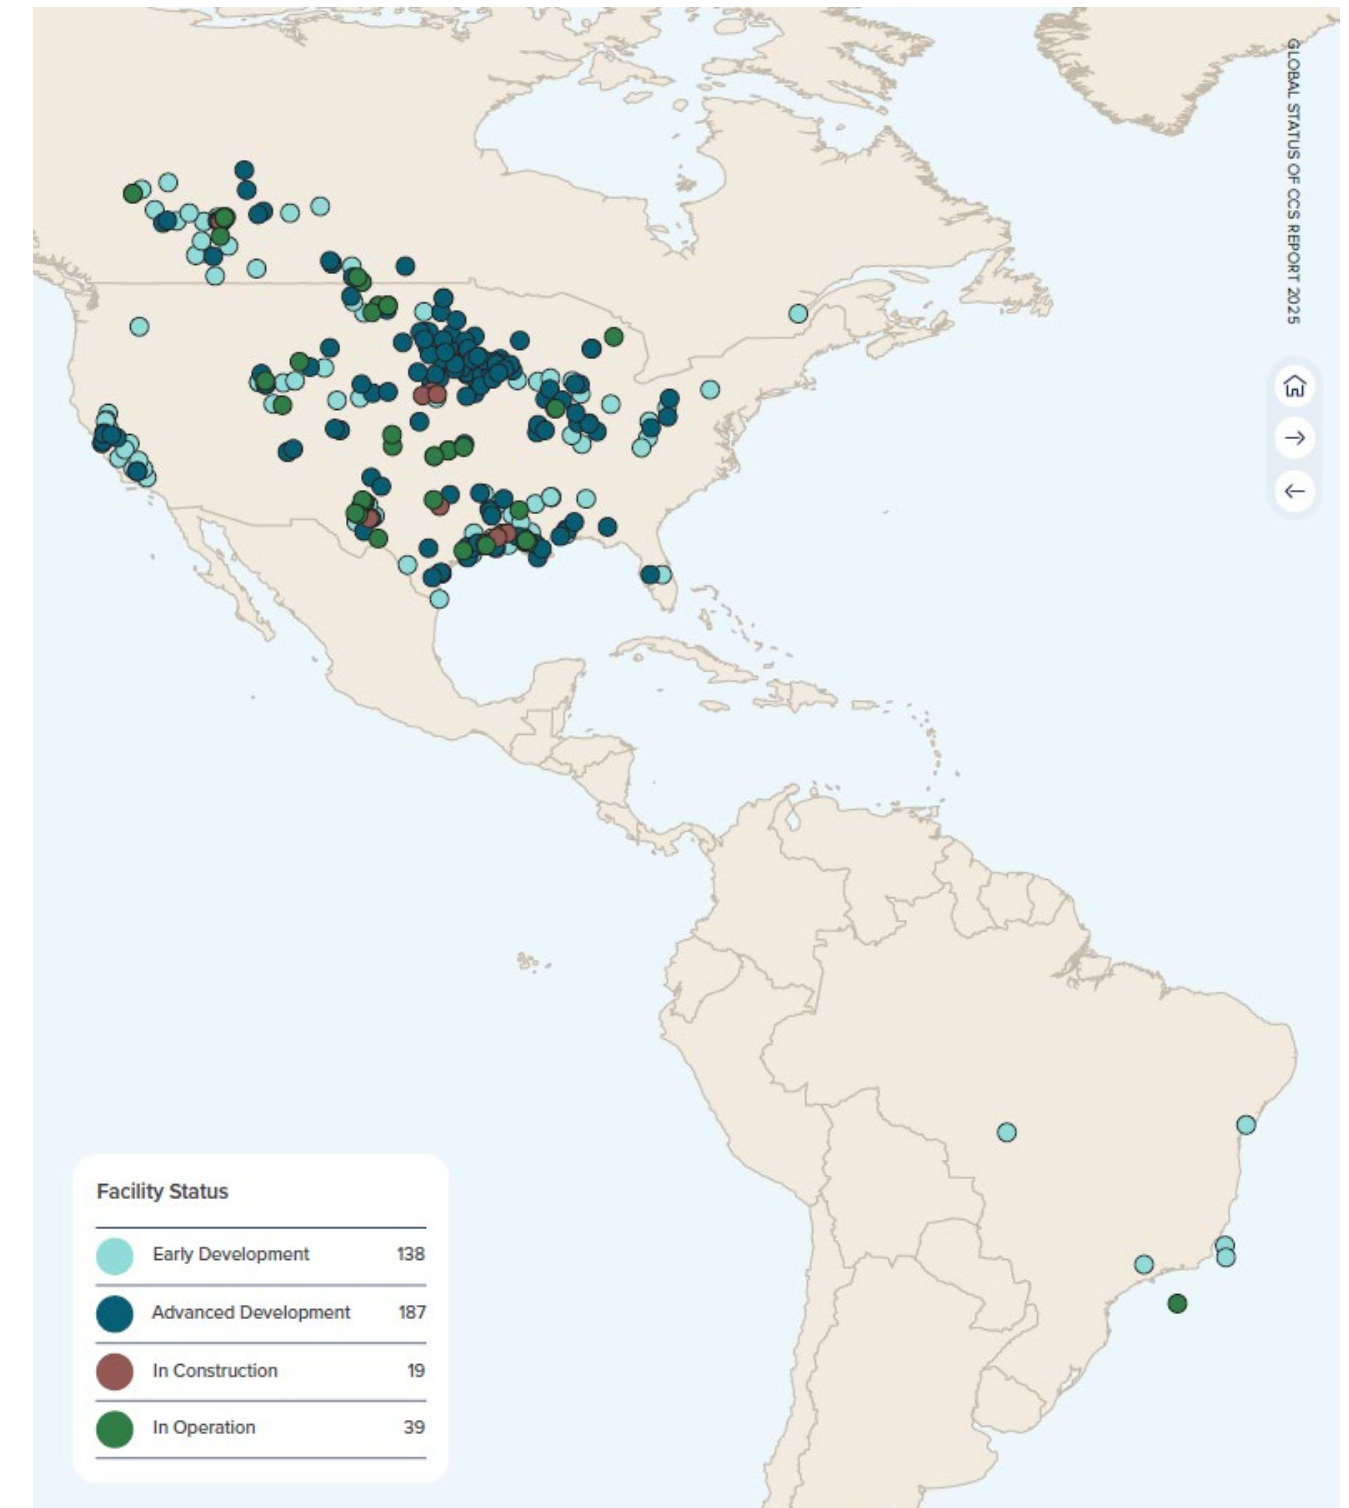 GLOBAL STATUS OF CCS REPORT 2025
Facility Status
Early Development 138
Advanced Development 187
In Construction 19
In Operation 39